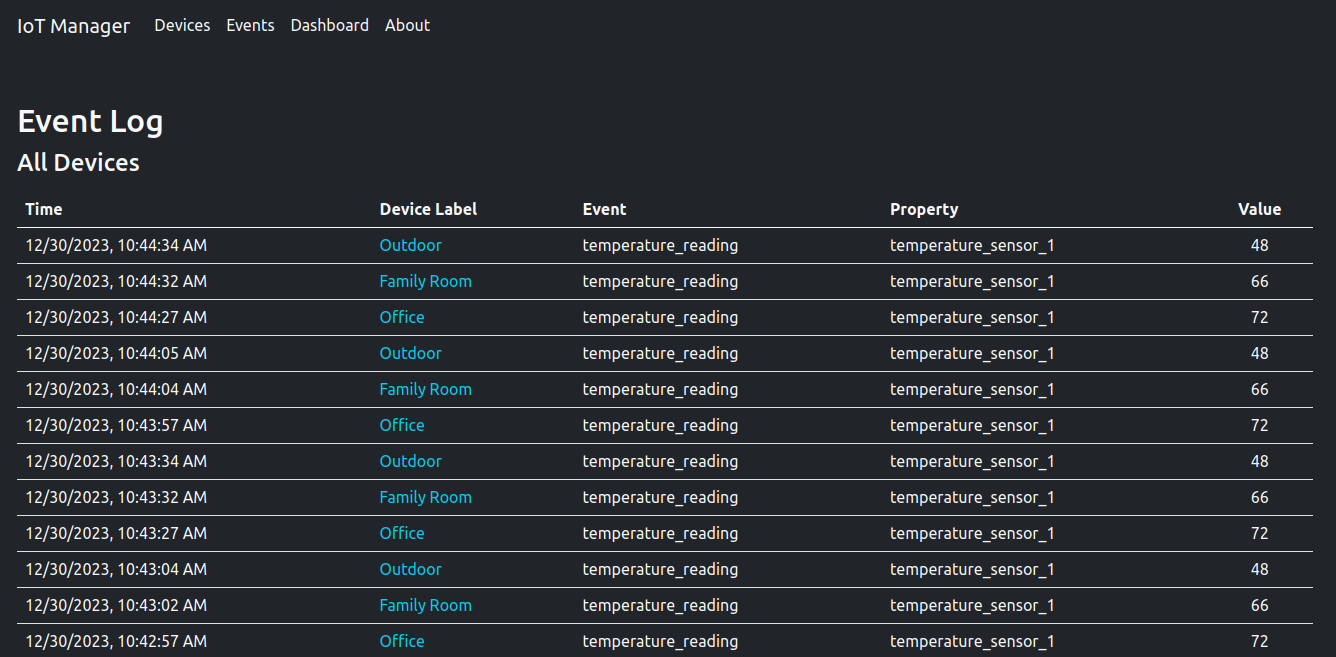 IoT Manager Devices Events Dashboard About
Event Log
All Devices
Time Device Label Event Property Value
12/30/2023, 10:44:34 AM Outdoor temperature_reading temperature_sensor_1 48
12/30/2023, 10:44:32 AM Family Room temperature_reading temperature_sensor_1 66
12/30/2023, 10:44:27 AM Office temperature_reading temperature_sensor_1 72
12/30/2023, 10:44:05 AM Outdoor temperature_reading temperature_sensor_1 48
12/30/2023, 10:44:04 AM Family Room temperature_reading temperature_sensor_1 66
12/30/2023, 10:43:57 AM Office temperature_reading temperature_sensor_1 72
12/30/2023, 10:43:34 AM Outdoor temperature_reading temperature_sensor_1 48
12/30/2023, 10:43:32 AM Family Room temperature_reading temperature_sensor_1 66
12/30/2023, 10:43:27 AM Office temperature_reading temperature_sensor_1 72
12/30/2023, 10:43:04 AM Outdoor temperature_reading temperature_sensor_1 48
12/30/2023, 10:43:02 AM Family Room temperature_reading temperature_sensor_1 66
12/30/2023, 10:42:57 AM Office temperature_reading temperature_sensor_1 72